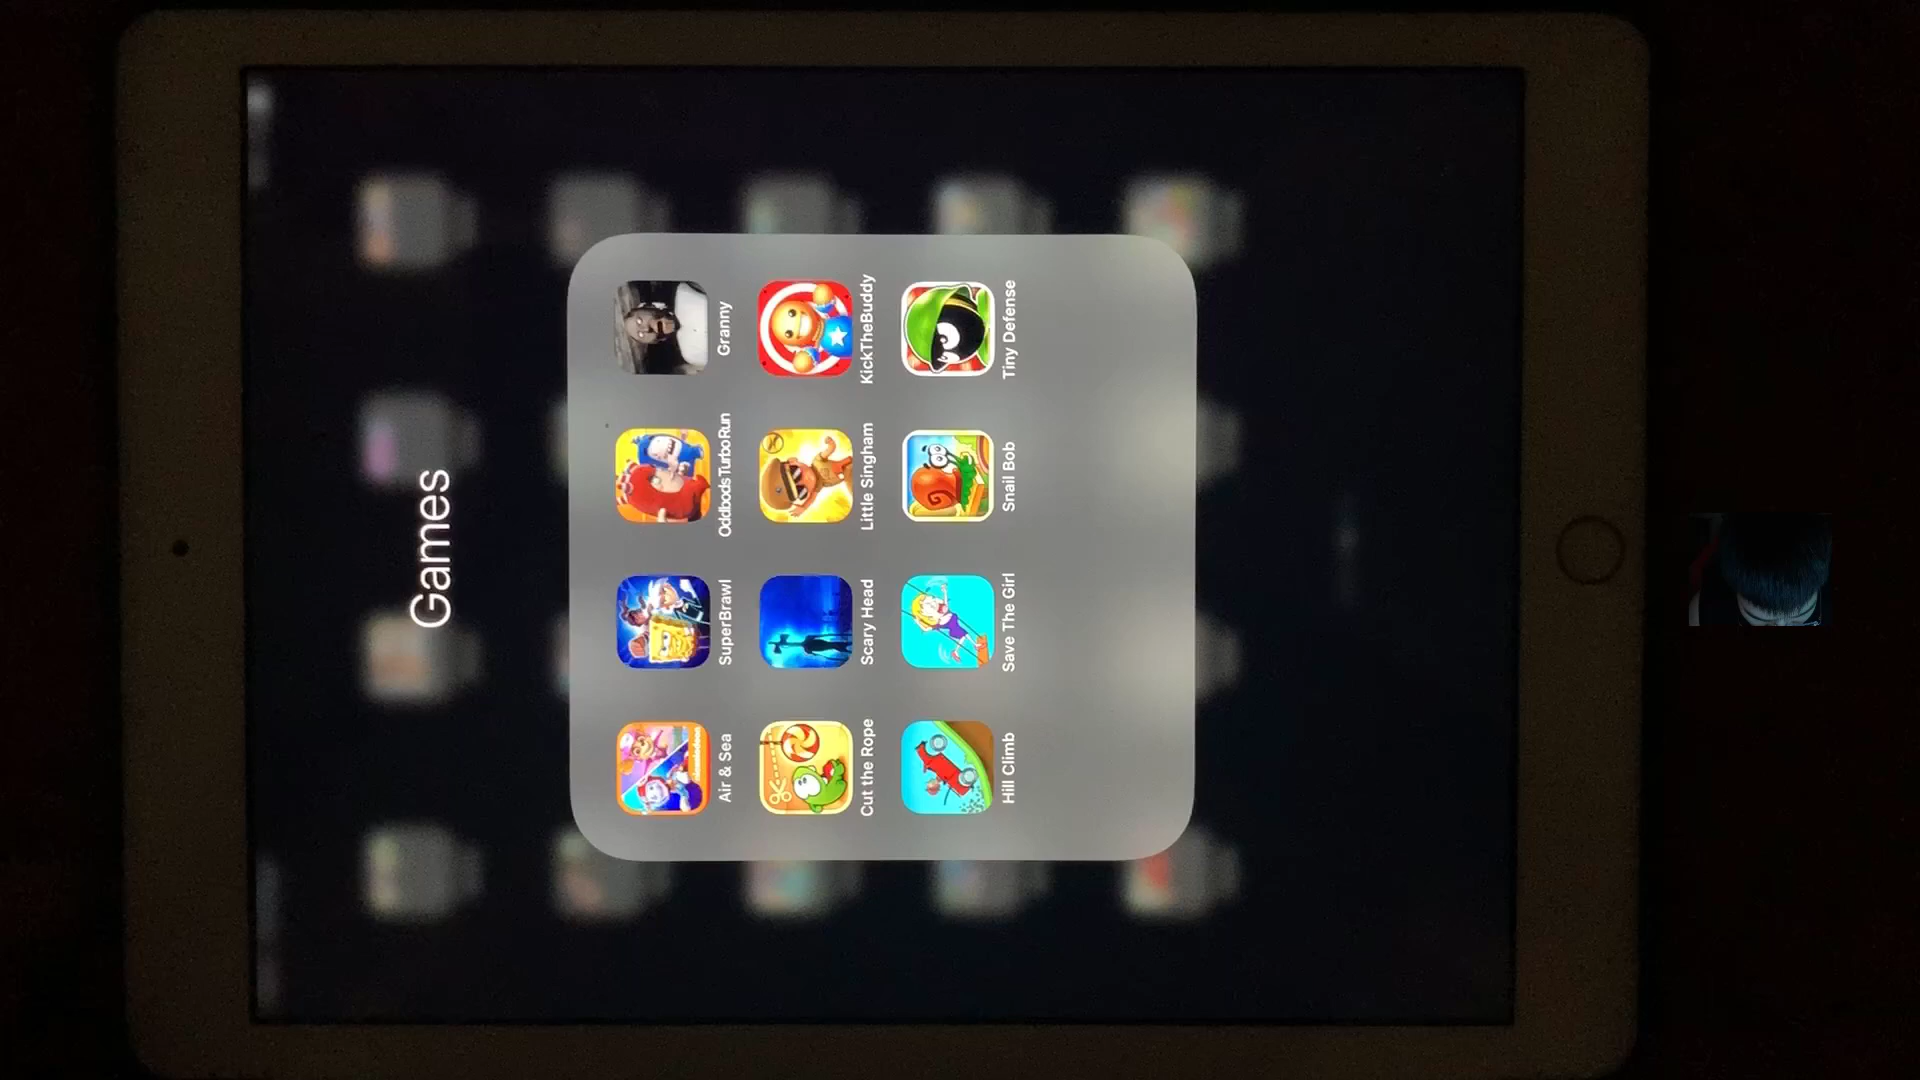 Games
Air & Sea
SuperBrawl
Oddbods Turbo Run
Granny
Cut the Rope
Scary Head
Little Singham
KickTheBuddy
Hill Climb
Save The Girl
Snail Bob
Tiny Defense